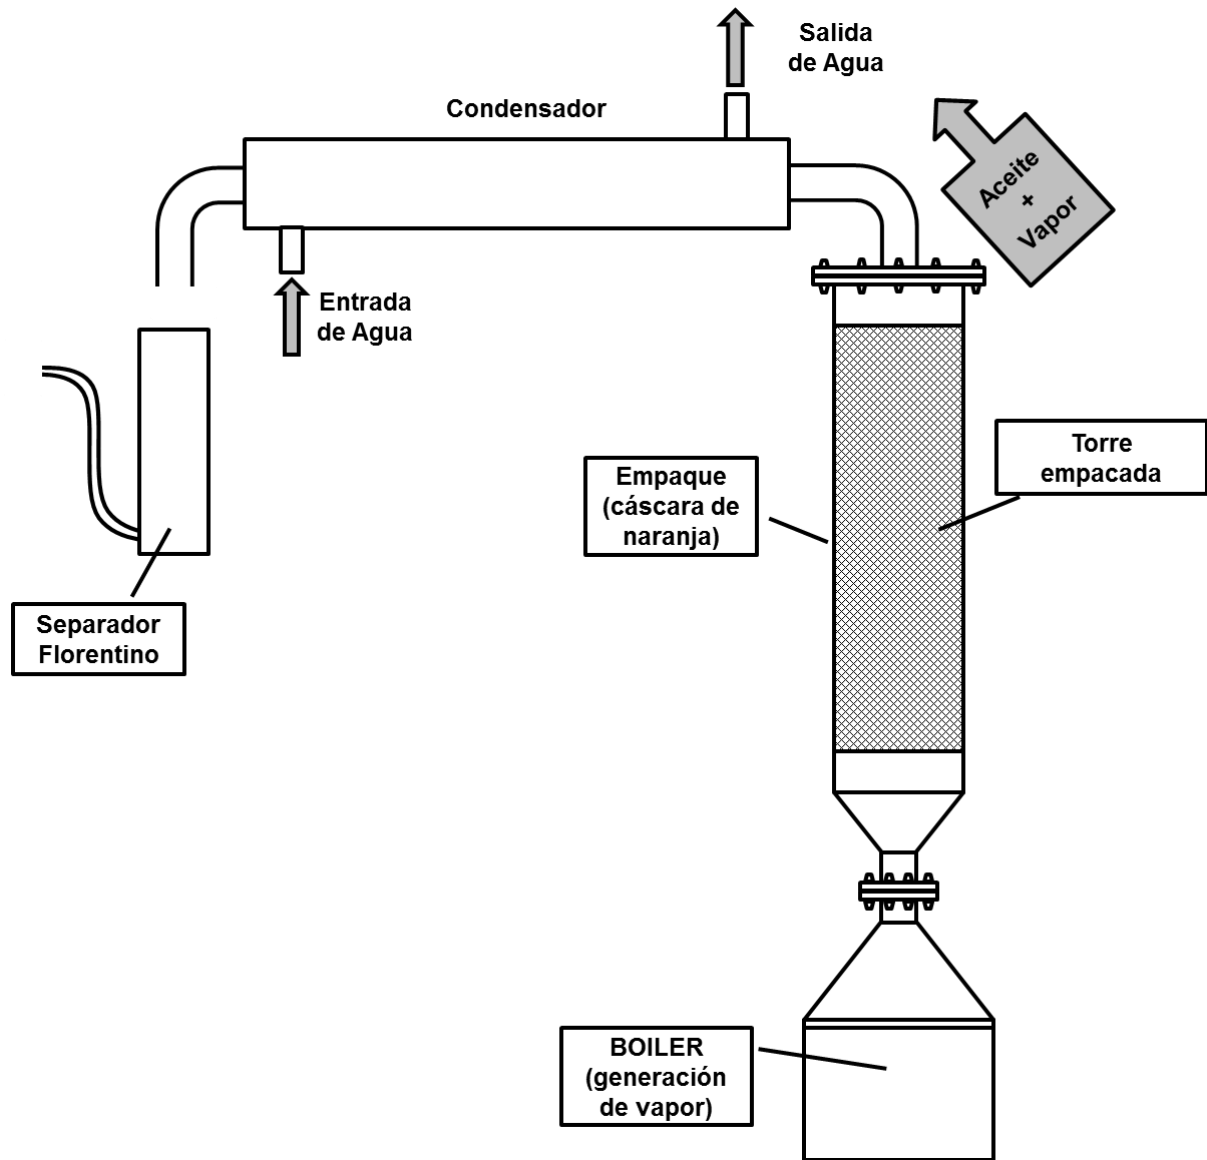 Salida
de Agua
Condensador
Aceite
+
Vapor
Entrada
de Agua
Torre
empacada
Empaque
(cáscara de
naranja)
Separador
Florentino
BOILER
(generación
de vapor)